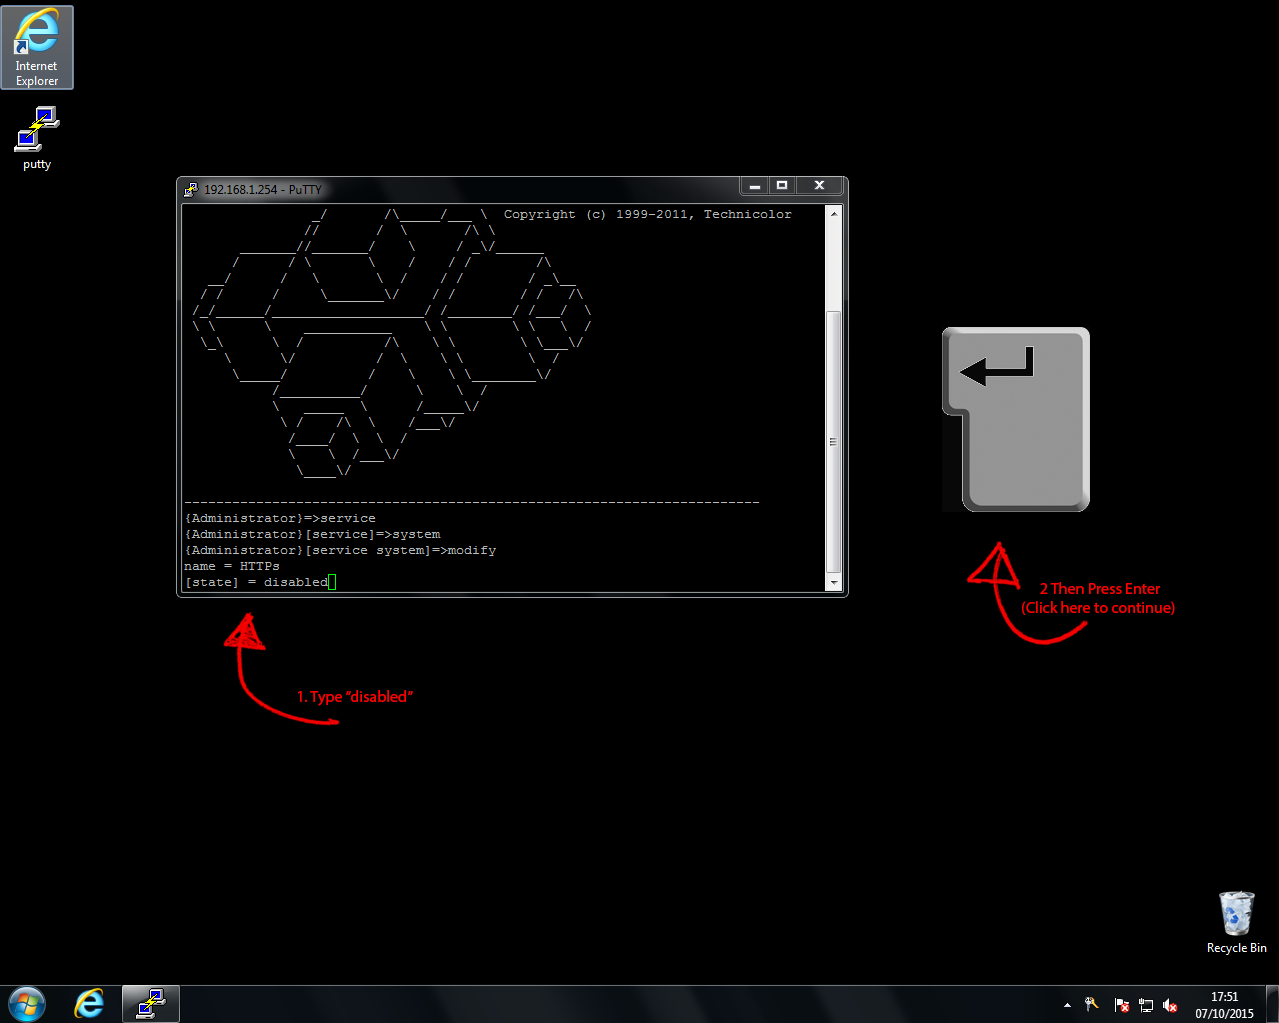 Internet
Explorer
putty
192.168.1.254 - PuTTY
Copyright (c) 1999-2011, Technicolor
{Administrator}=>service
{Administrator}[service]=>system
{Administrator}[service system]=>modify
name = HTTPs
[state] = disabled
2 Then Press Enter
(Click here to continue)
1. Type "disabled"
Recycle Bin
17:51
07/10/2015